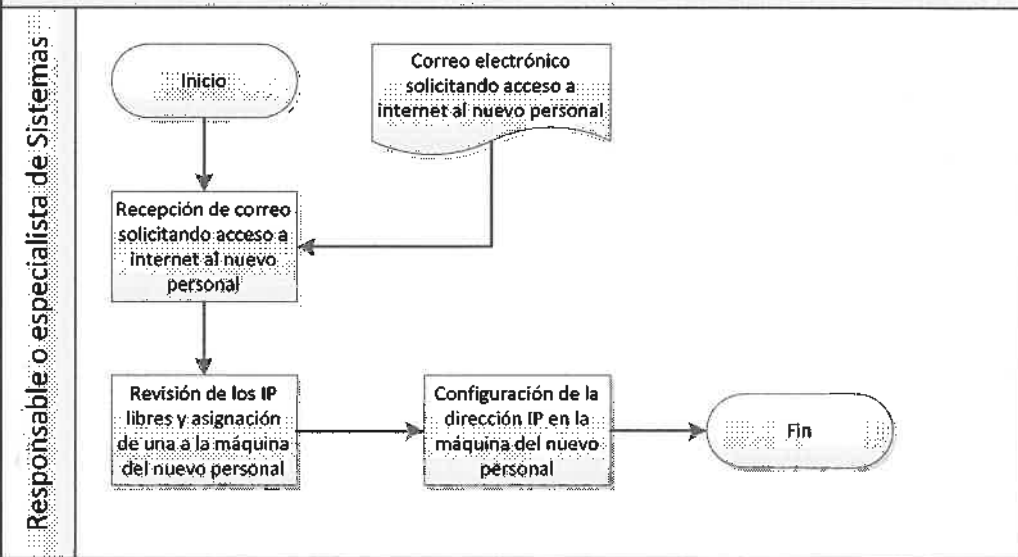 Responsable o especialista de Sistemas
Inicio
Correo electrónico
solicitando acceso a
internet al nuevo personal
Recepción de correo
solicitando acceso a
internet al nuevo
personal
Revisión de los IP
libres y asignación
de una a la máquina
del nuevo personal
Configuración de la
dirección IP en la
máquina del nuevo
personal
Fin